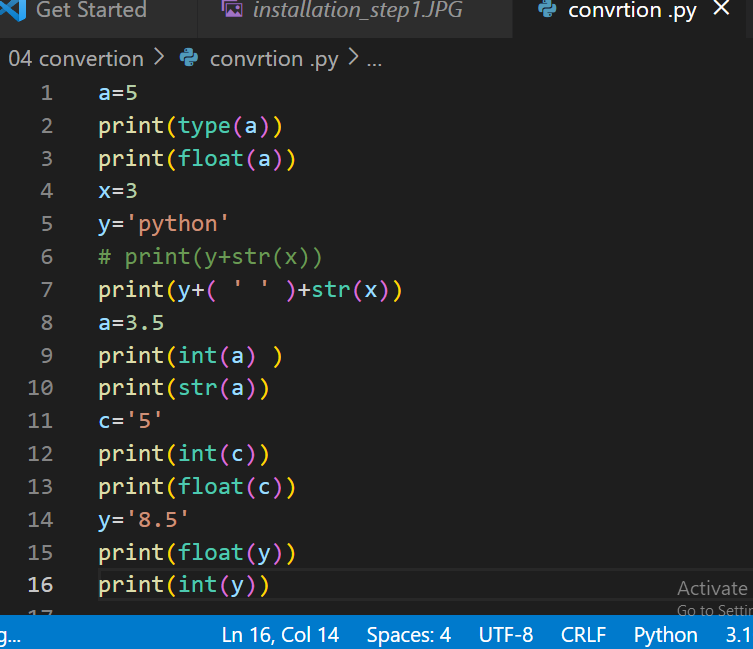 Get Started installation_step1.JPG convrtion .py
04 convertion > convrtion .py > ...
1 a=5
2 print(type(a))
3 print(float(a))
4 x=3
5 y='python'
6 # print(y+str(x))
7 print(y+( ' ' )+str(x))
8 a=3.5
9 print(int(a) )
10 print(str(a))
11 c='5'
12 print(int(c))
13 print(float(c))
14 y='8.5'
15 print(float(y))
16 print(int(y))
17
Activate
Go to Settin
g... Ln 16, Col 14 Spaces: 4 UTF-8 CRLF Python 3.1